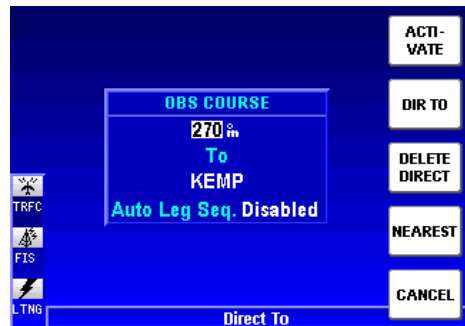 ACTI-
VATE
OBS COURSE
270°m
To
KEMP
Auto Leg Seq. Disabled
DIR TO
DELETE
DIRECT
NEAREST
CANCEL
TRFC
FIS
LTNG
Direct To